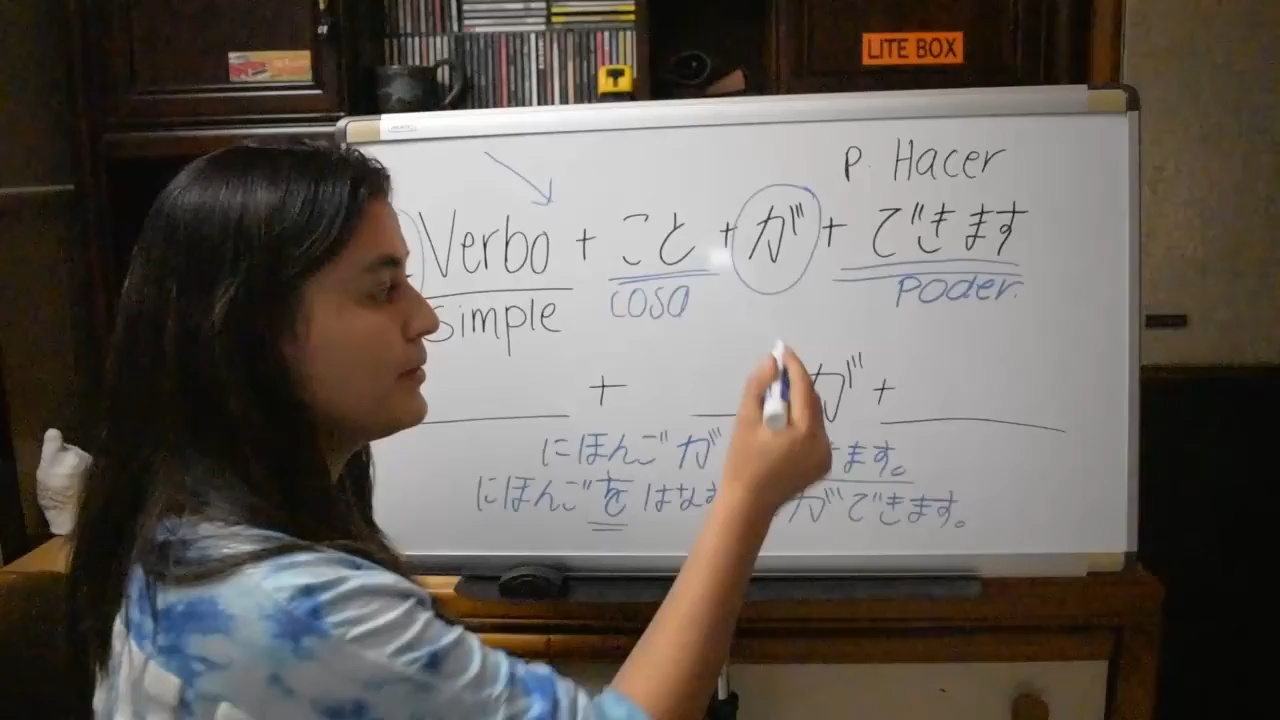 LITE BOX
P. Hacer
Verbo + こと + が + できます
simple cosa poder.
+ が +
にほんごが きます。
にほんごを はな ができます。